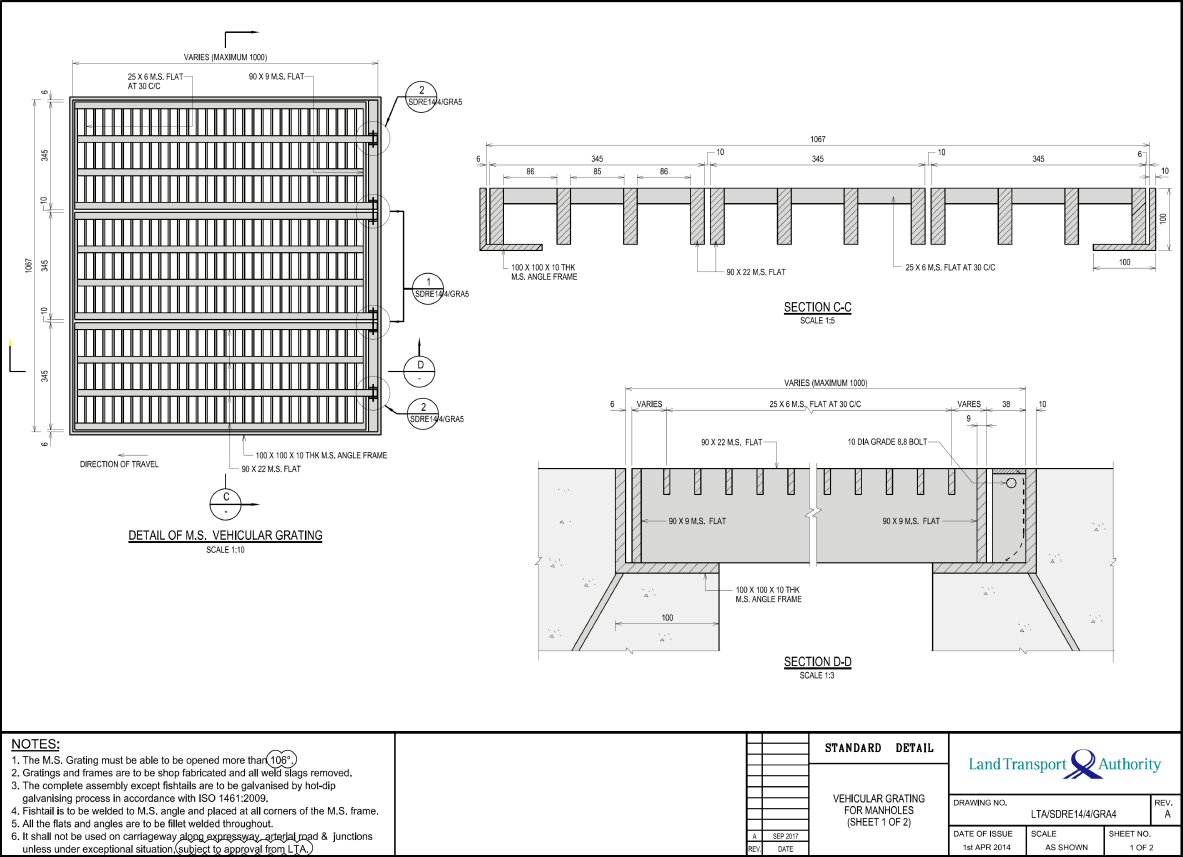 VARIES (MAXIMUM 1000)
25 X 6 M.S. FLAT
AT 30 C/C
90 X 9 M.S. FLAT
2
SDRE14/4/GRA5
6
345
10
1067
345
10
345
6
1
SDRE14/4/GRA5
D
-
2
SDRE14/4/GRA5
DIRECTION OF TRAVEL
100 X 100 X 10 THK M.S. ANGLE FRAME
90 X 22 M.S. FLAT
C
-
DETAIL OF M.S. VEHICULAR GRATING
SCALE 1:10
1067
6
345
10
345
10
345
6
10
86
85
86
100
100
100 X 100 X 10 THK
M.S. ANGLE FRAME
90 X 22 M.S. FLAT
25 X 6 M.S. FLAT AT 30 C/C
SECTION C-C
SCALE 1:5
VARIES (MAXIMUM 1000)
6
VARIES
25 X 6 M.S. FLAT AT 30 C/C
VARES
38
10
9
90 X 22 M.S. FLAT
10 DIA GRADE 8.8 BOLT
90 X 9 M.S. FLAT
90 X 9 M.S. FLAT
100 X 100 X 10 THK
M.S. ANGLE FRAME
100
SECTION D-D
SCALE 1:3
NOTES:
1. The M.S. Grating must be able to be opened more than 106°.
2. Gratings and frames are to be shop fabricated and all weld slags removed.
3. The complete assembly except fishtails are to be galvanised by hot-dip
galvanising process in accordance with ISO 1461:2009.
4. Fishtail is to be welded to M.S. angle and placed at all corners of the M.S. frame.
5. All the flats and angles are to be fillet welded throughout.
6. It shall not be used on carriageway along expressway, arterial road & junctions
unless under exceptional situation, subject to approval from LTA.
A SEP 2017
REV. DATE
STANDARD DETAIL
VEHICULAR GRATING
FOR MANHOLES
(SHEET 1 OF 2)
Land Transport Authority
DRAWING NO.
LTA/SDRE14/4/GRA4
REV.
A
DATE OF ISSUE
1st APR 2014
SCALE
AS SHOWN
SHEET NO.
1 OF 2